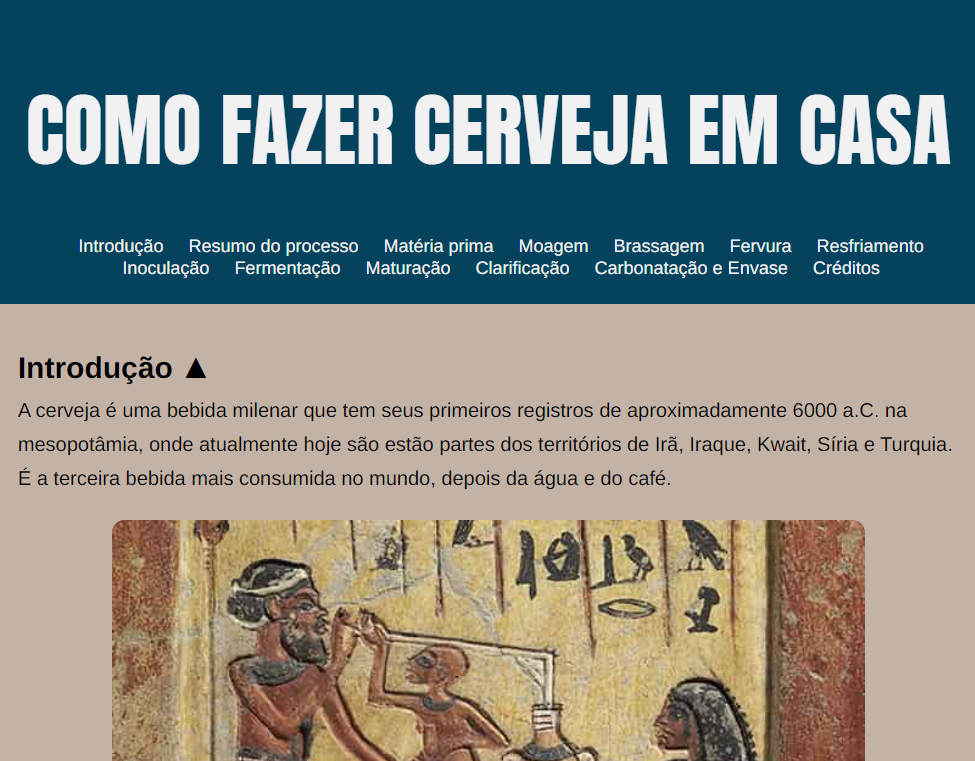 COMO FAZER CERVEJA EM CASA
Introdução Resumo do processo Matéria prima Moagem Brassagem Fervura Resfriamento
Inoculação Fermentação Maturação Clarificação Carbonatação e Envase Créditos
Introdução ▲
A cerveja é uma bebida milenar que tem seus primeiros registros de aproximadamente 6000 a.C. na
mesopotâmia, onde atualmente hoje são estão partes dos territórios de Irã, Iraque, Kwait, Síria e Turquia.
É a terceira bebida mais consumida no mundo, depois da água e do café.